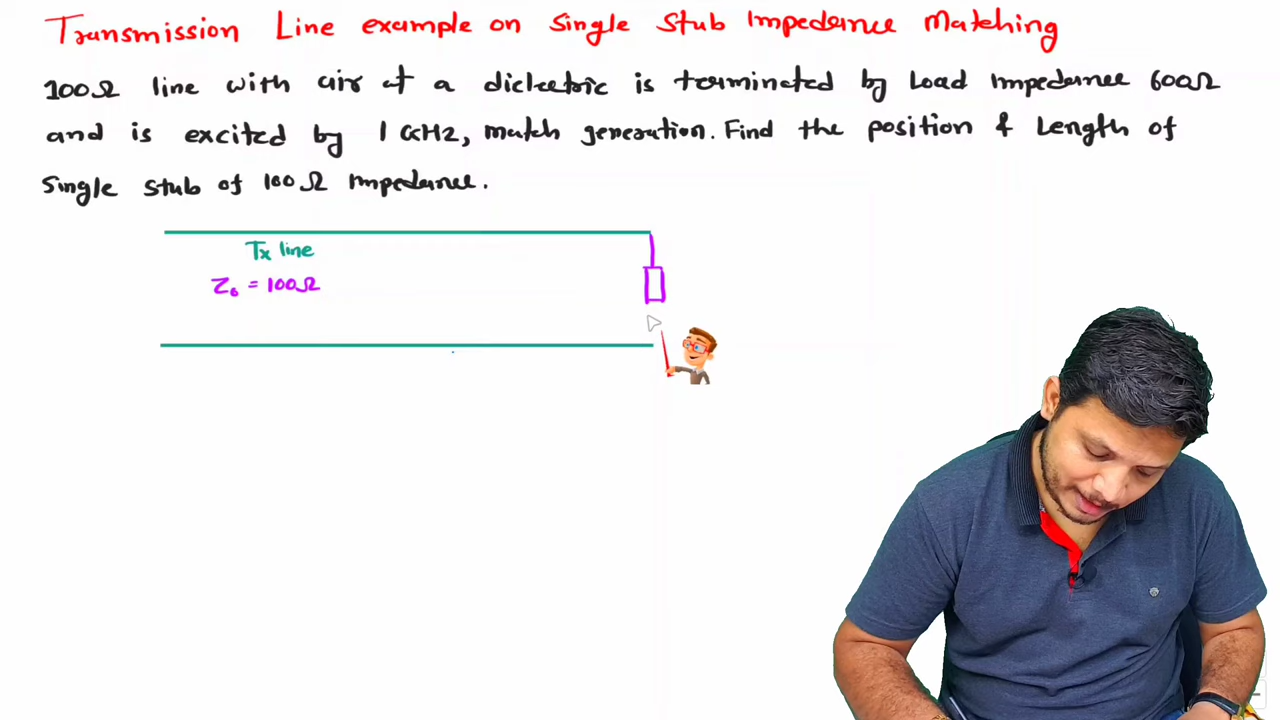 Transmission Line example on Single Stub Impedance Matching
100Ω line with air at a dielectric is terminated by Load Impedance 600Ω
and is excited by 1 GHz, match generation. Find the position & Length of
Single stub of 100Ω Impedance.
Tx line
Z₀ = 100Ω